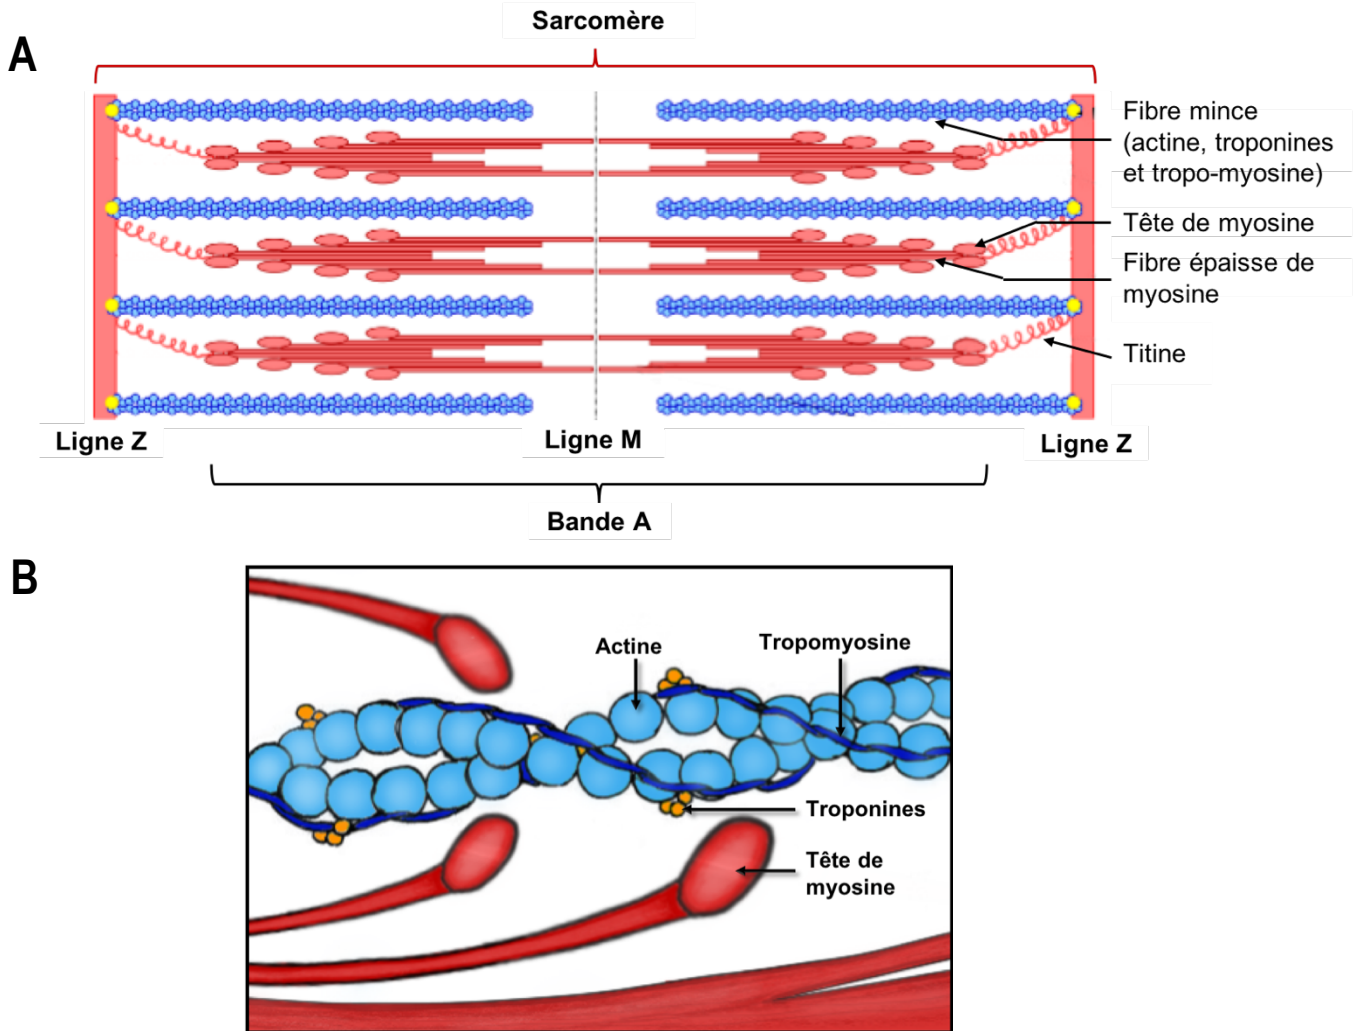 A
Sarcomère
Fibre mince
(actine, troponines
et tropo-myosine)
Tête de myosine
Fibre épaisse de
myosine
Titine
Ligne Z
Ligne M
Ligne Z
Bande A
B
Actine
Tropomyosine
Troponines
Tête de
myosine